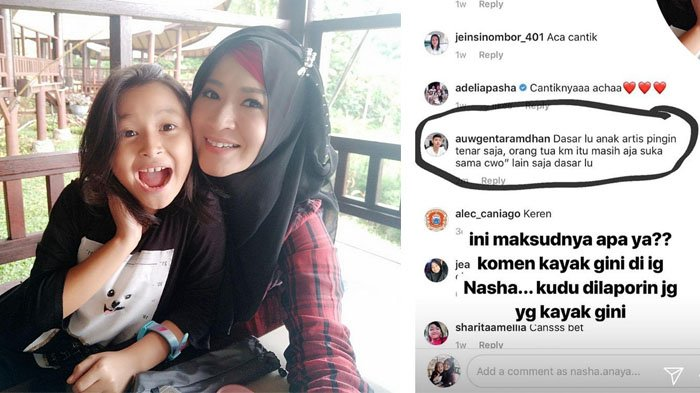 1w Reply
jeinsinombor_401 Aca cantik
1w Reply
adeliapasha Cantiknyaaa achaa❤❤❤
1w Reply
auwgentaramdhan Dasar lu anak artis pingin
tenar saja, orang tua km itu masih aja suka
sama cwo" lain saja dasar lu
Reply
alec_caniago Keren
ini maksudnya apa ya??
komen kayak gini di ig
Nasha... kudu dilaporin jg
yg kayak gini
jea
sharitaamellia Cansss bet
1w Reply
Add a comment as nasha.anaya...